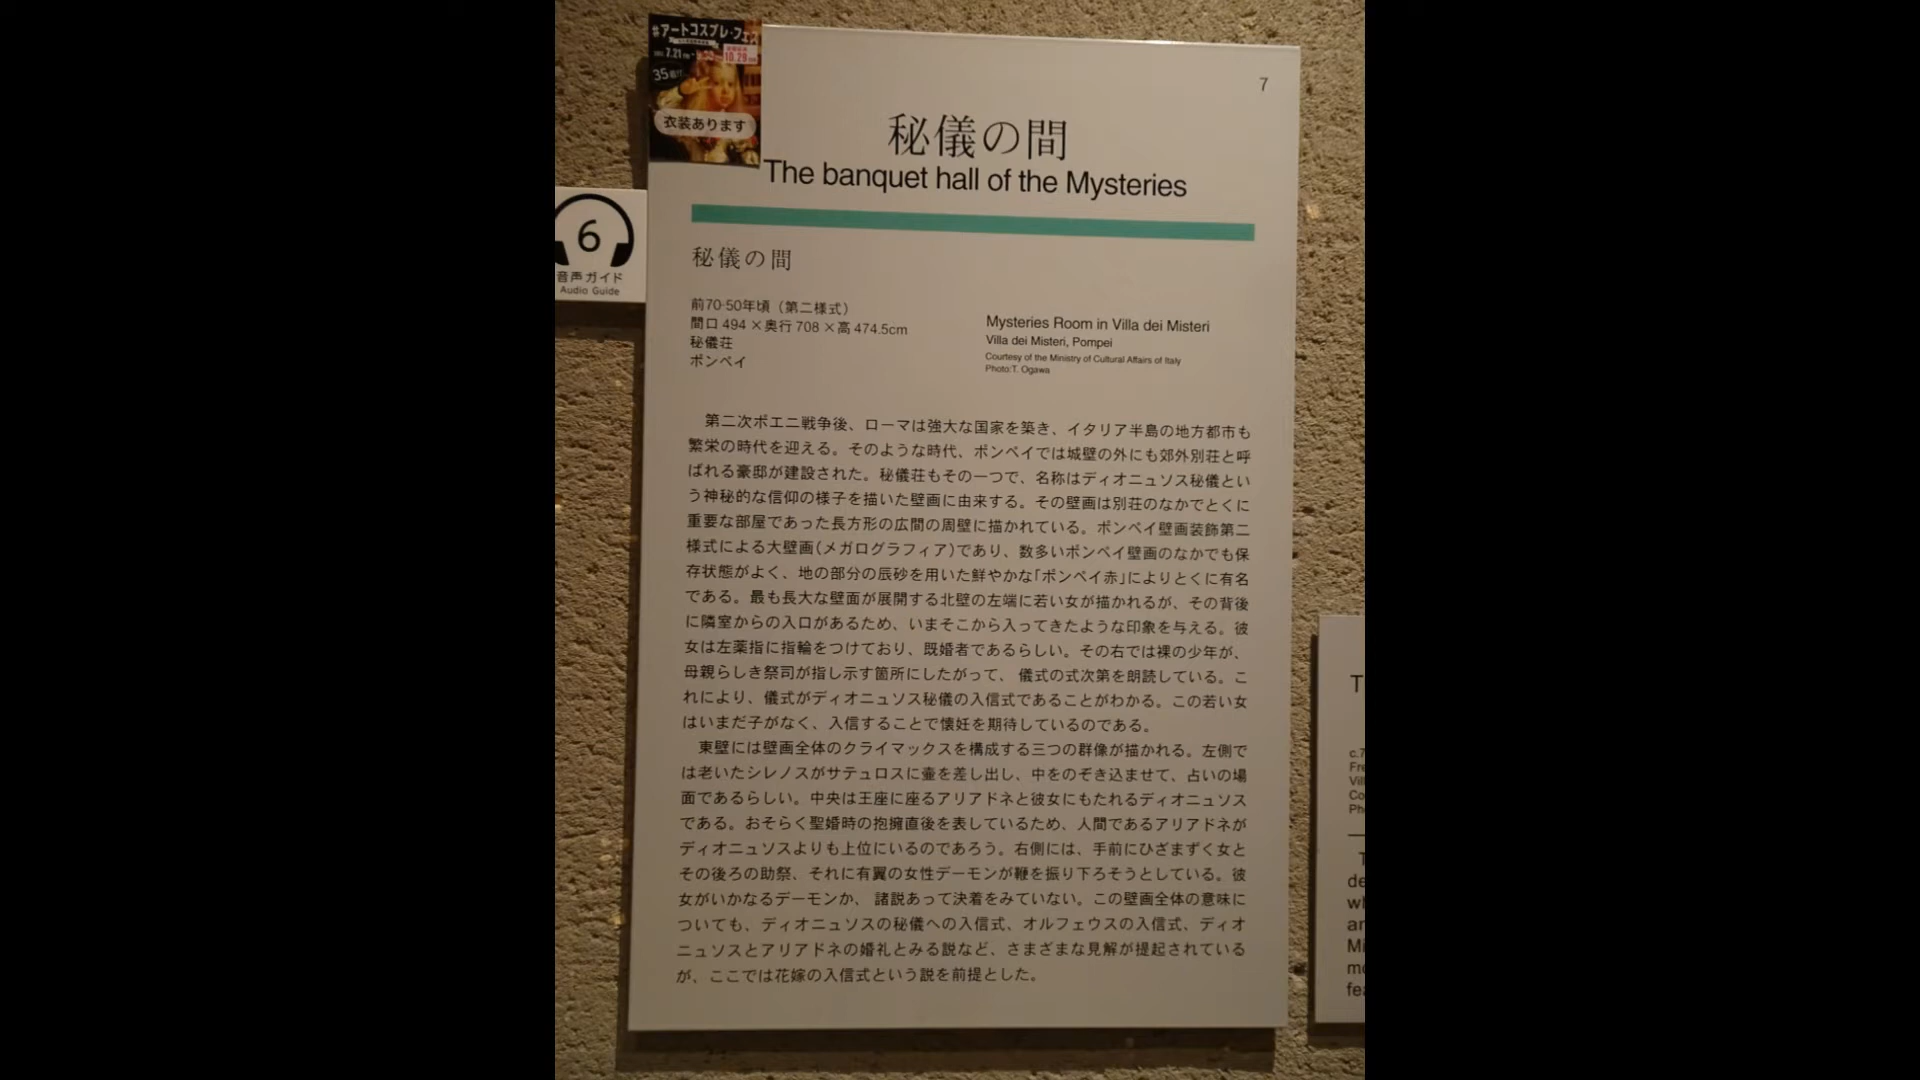 #アートコスプレ・フェス
7.21
10.29
35
衣装あります
7
秘儀の間
The banquet hall of the Mysteries
6
音声ガイド
Audio Guide
秘儀の間
前70-50年頃（第二様式）
間口 494 ×奥行 708 ×高 474.5cm
秘儀荘
ポンペイ
Mysteries Room in Villa dei Misteri
Villa dei Misteri, Pompei
Courtesy of the Ministry of Cultural Affairs of Italy
Photo:T. Ogawa
第二次ポエニ戦争後、ローマは強大な国家を築き、イタリア半島の地方都市も
繁栄の時代を迎える。そのような時代、ポンペイでは城壁の外にも郊外別荘と呼
ばれる豪邸が建設された。秘儀荘もその一つで、名称はディオニュソス秘儀とい
う神秘的な信仰の様子を描いた壁画に由来する。その壁画は別荘のなかでとくに
重要な部屋であった長方形の広間の周壁に描かれている。ポンペイ壁画装飾第二
様式による大壁画（メガログラフィア）であり、数多いポンペイ壁画のなかでも保
存状態がよく、地の部分の辰砂を用いた鮮やかな「ポンペイ赤」によりとくに有名
である。最も長大な壁面が展開する北壁の左端に若い女が描かれるが、その背後
に隣室からの入口があるため、いまそこから入ってきたような印象を与える。彼
女は左薬指に指輪をつけており、既婚者であるらしい。その右では裸の少年が、
母親らしき祭司が指し示す箇所にしたがって、儀式の式次第を朗読している。こ
れにより、儀式がディオニュソス秘儀の入信式であることがわかる。この若い女
はいまだ子がなく、入信することで懐妊を期待しているのである。
東壁には壁画全体のクライマックスを構成する三つの群像が描かれる。左側で
は老いたシレノスがサテュロスに壷を差し出し、中をのぞき込ませて、占いの場
面であるらしい。中央は王座に座るアリアドネと彼女にもたれるディオニュソス
である。おそらく聖婚時の抱擁直後を表しているため、人間であるアリアドネが
ディオニュソスよりも上位にいるのであろう。右側には、手前にひざまずく女と
その後ろの助祭、それに有翼の女性デーモンが鞭を振り下ろそうとしている。彼
女がいかなるデーモンか、諸説あって決着をみていない。この壁画全体の意味に
ついても、ディオニュソスの秘儀への入信式、オルフェウスの入信式、ディオ
ニュソスとアリアドネの婚礼とみる説など、さまざまな見解が提起されている
が、ここでは花嫁の入信式という説を前提とした。